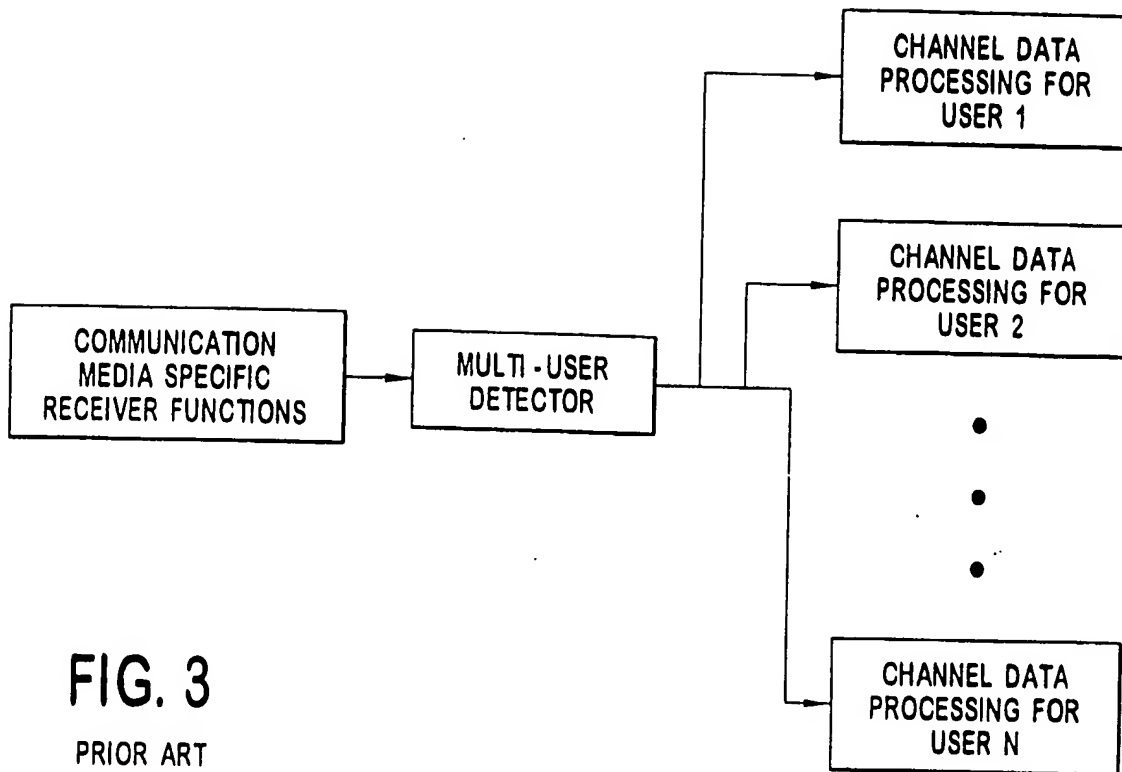 CHANNEL DATA
PROCESSING FOR
USER 1
CHANNEL DATA
PROCESSING FOR
USER 2
COMMUNICATION
MEDIA SPECIFIC
RECEIVER FUNCTIONS
MULTI-USER
DETECTOR
CHANNEL DATA
PROCESSING FOR
USER N
FIG. 3
PRIOR ART